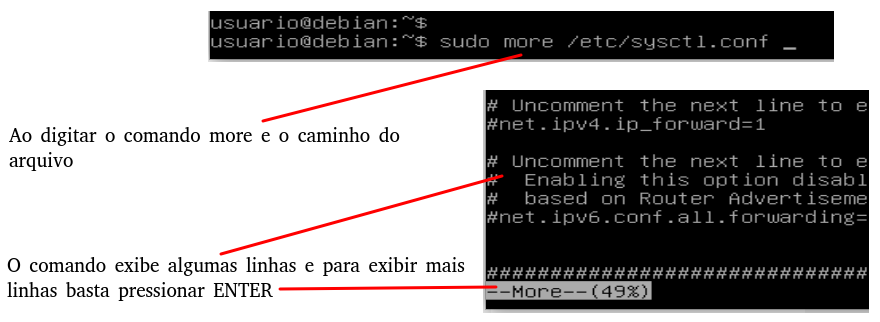 usuario@debian:~$
usuario@debian:~$ sudo more /etc/sysctl.conf _
Ao digitar o comando more e o caminho do
arquivo
# Uncomment the next line to e
#net.ipv4.ip_forward=1
# Uncomment the next line to e
#  Enabling this option disabl
#  based on Router Advertiseme
#net.ipv6.conf.all.forwarding=
##############################
--More--(49%)
O comando exibe algumas linhas e para exibir mais
linhas basta pressionar ENTER